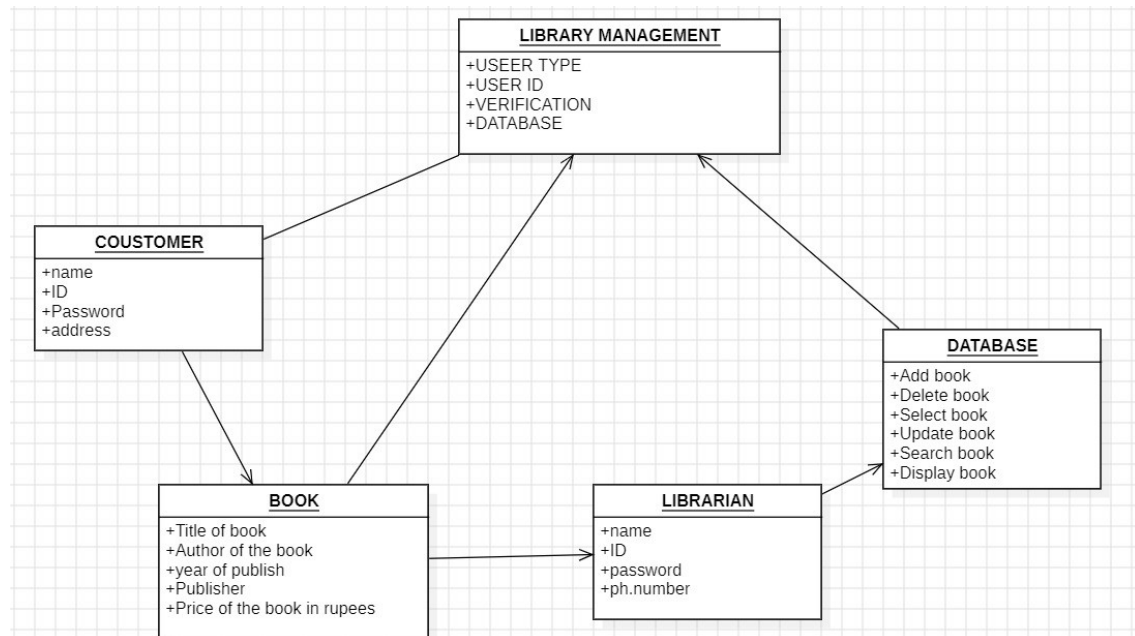 LIBRARY MANAGEMENT
+USEER TYPE
+USER ID
+VERIFICATION
+DATABASE
COUSTOMER
+name
+ID
+Password
+address
DATABASE
+Add book
+Delete book
+Select book
+Update book
+Search book
+Display book
BOOK
+Title of book
+Author of the book
+year of publish
+Publisher
+Price of the book in rupees
LIBRARIAN
+name
+ID
+password
+ph.number